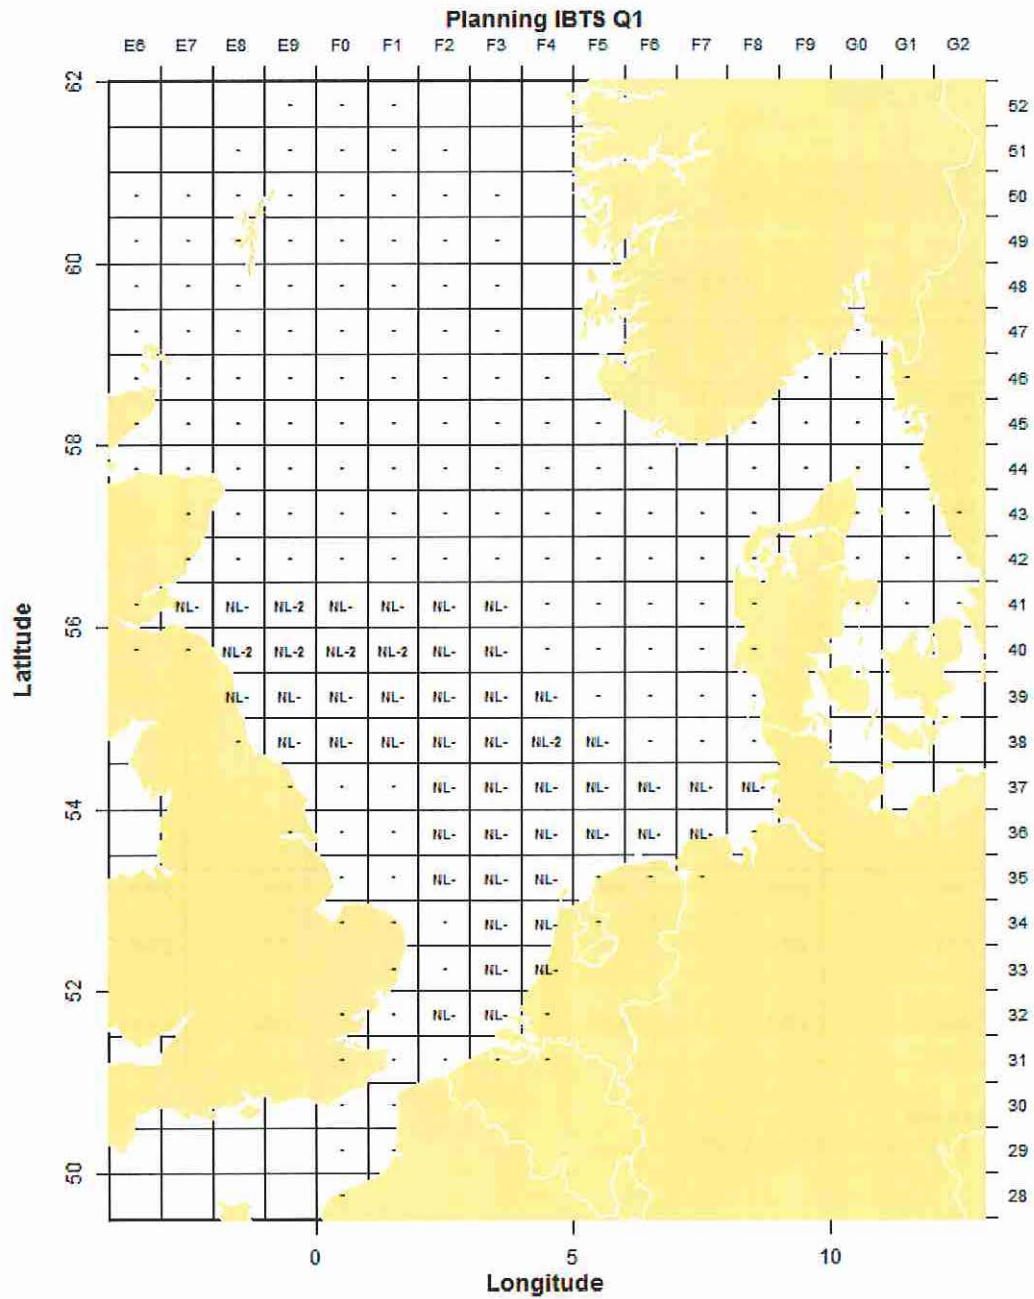 Planning IBTS Q1
E6 E7 E8 E9 F0 F1 F2 F3 F4 F5 F6 F7 F8 F9 G0 G1 G2
62
- - - 52
- - - - - 51
- - - - - - - - 50
- - - - - - - - 49
60
- - - - - - - - 48
- - - - - - - - - 47
- - - - - - - - - - - - 46
- - - - - - - - - - - - - - - 45
58
- - - - - - - - - - - - - - - - 44
- - - - - - - - - - - - - - - 43
- - - - - - - - - - - - - - - 42
- NL- NL- NL-2 NL- NL- NL- NL- - - - - - - - - 41
56
- - NL-2 NL-2 NL-2 NL-2 NL- NL- - - - - - 40
NL- NL- NL- NL- NL- NL- NL- - - - - 39
- NL- NL- NL- NL- NL- NL-2 NL- - - - 38
- - - NL- NL- NL- NL- NL- NL- NL- 37
54
- - - NL- NL- NL- NL- NL- NL- - 36
- - NL- NL- NL- - - - 35
- - - NL- NL- - 34
- - NL- NL- 33
52
- - NL- NL- - 32
- - - - - 31
- - 30
- 29
50
- 28
0 5 10
Longitude
Latitude